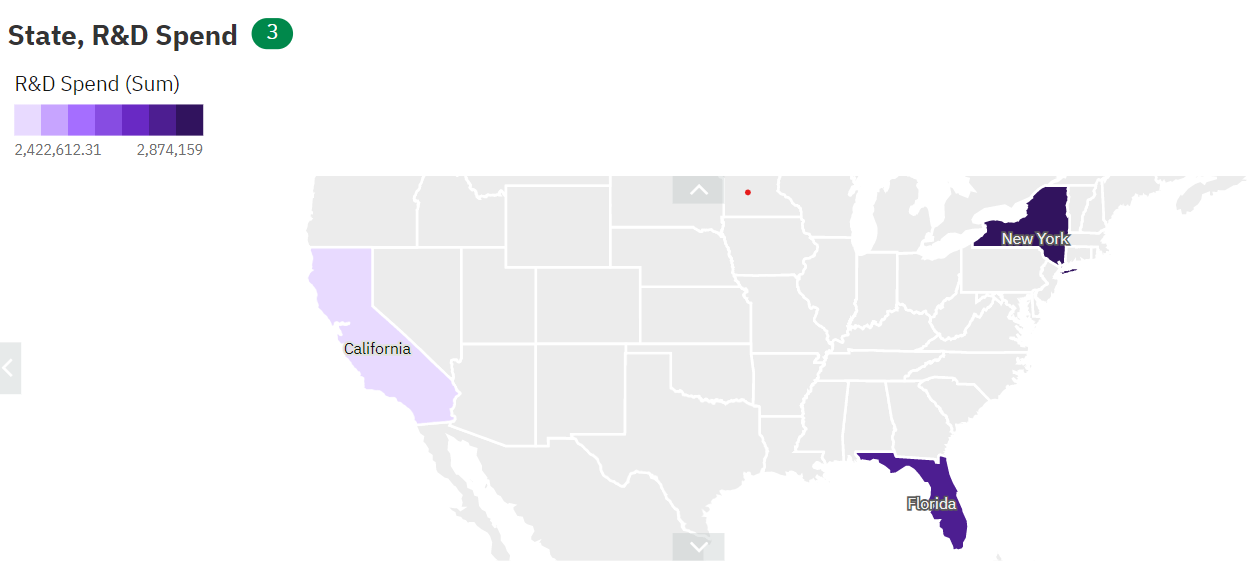 State, R&D Spend 3
R&D Spend (Sum)
2,422,612.31 2,874,159
New York
California
Florida